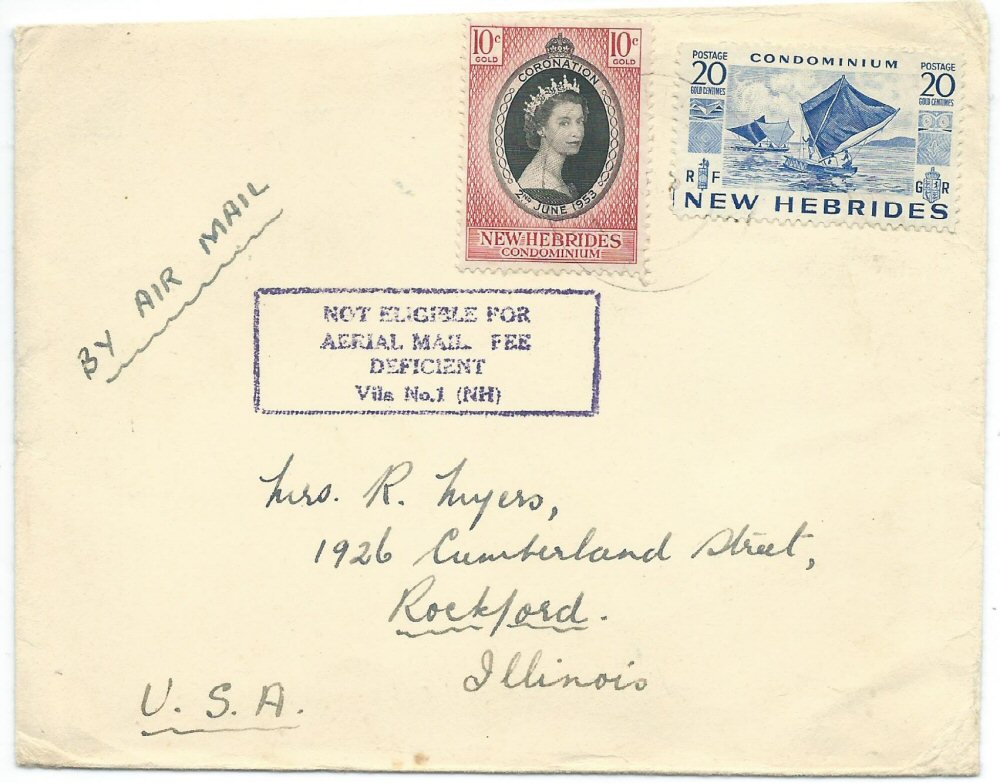 10c 10c
GOLD GOLD
CORONATION
2ND JUNE 1953
NEW HEBRIDES
CONDOMINIUM
POSTAGE CONDOMINIUM POSTAGE
20 20
GOLD CENTIMES GOLD CENTIMES
R F G R
NEW HEBRIDES
BY AIR MAIL
NOT ELIGIBLE FOR
AERIAL MAIL. FEE
DEFICIENT
Vila No.1 (NH)
Mrs. R. Myers,
1926 Cumberland Street,
Rockford.
Illinois
U. S. A.